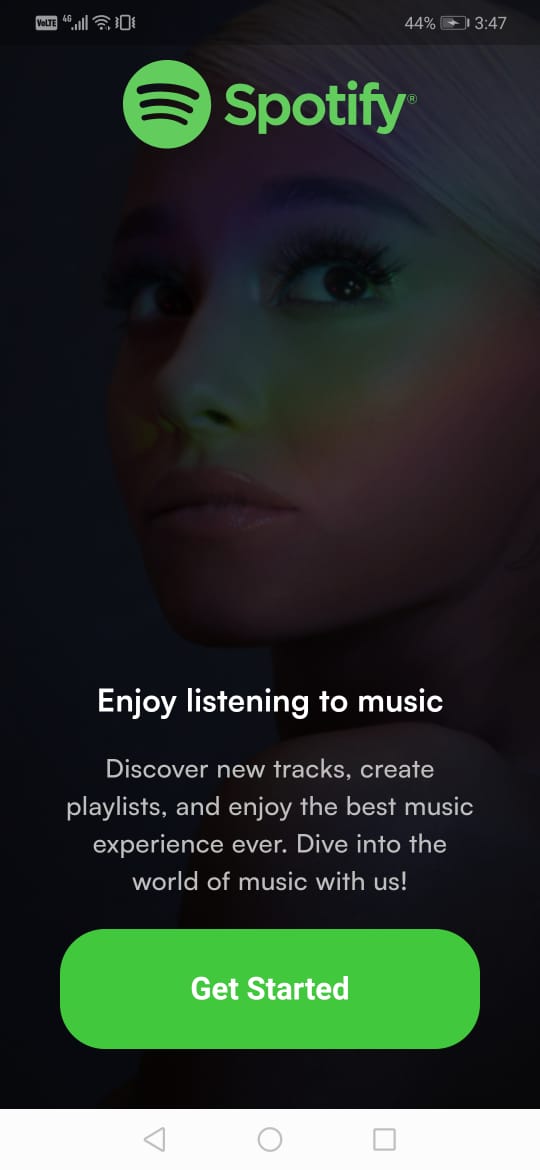 VoLTE 4G 44% 3:47
Spotify®
Enjoy listening to music
Discover new tracks, create
playlists, and enjoy the best music
experience ever. Dive into the
world of music with us!
Get Started